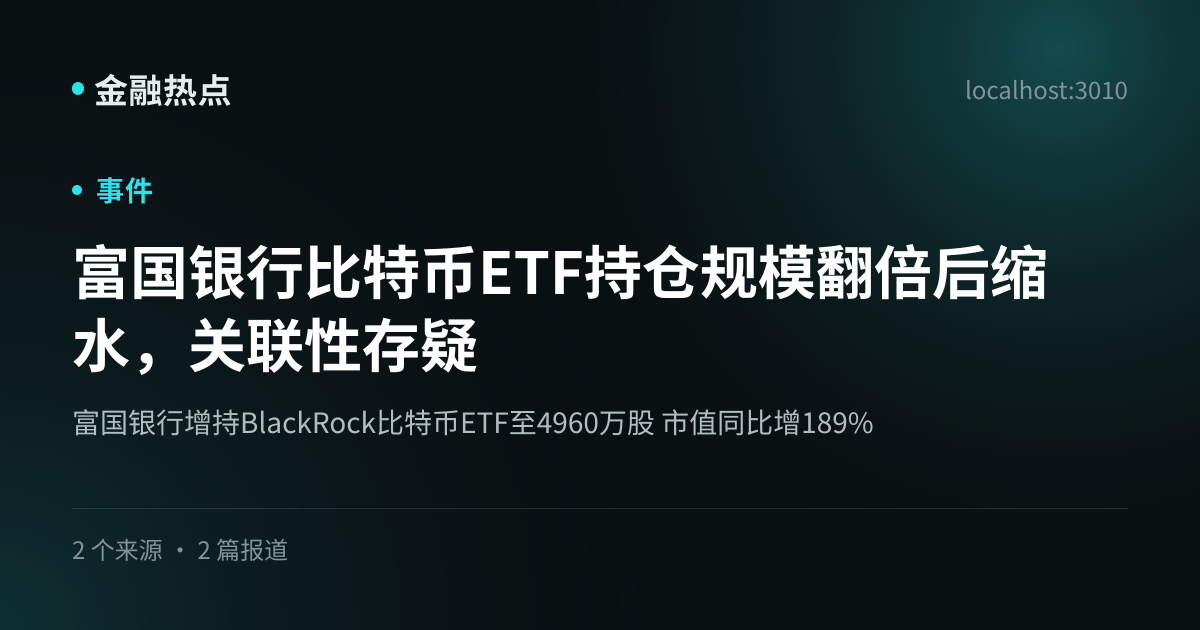 金融热点
localhost:3010
事件
富国银行比特币ETF持仓规模翻倍后缩
水，关联性存疑
富国银行增持BlackRock比特币ETF至4960万股 市值同比增189%
2 个来源 · 2 篇报道